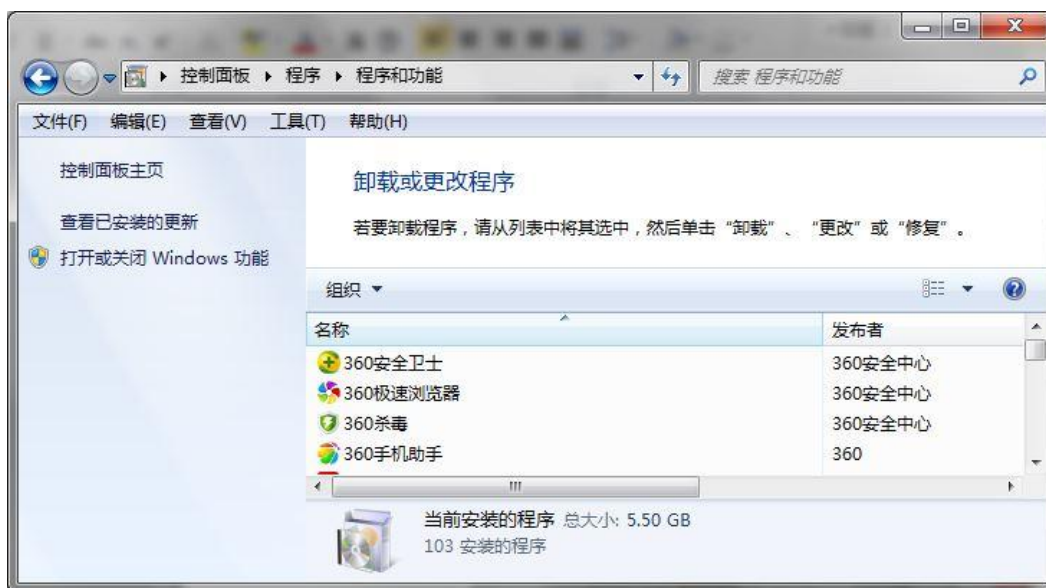 控制面板 ▸ 程序 ▸ 程序和功能
搜索 程序和功能
文件(F) 编辑(E) 查看(V) 工具(T) 帮助(H)
控制面板主页
查看已安装的更新
打开或关闭 Windows 功能
卸载或更改程序
若要卸载程序，请从列表中将其选中，然后单击“卸载”、“更改”或“修复”。
组织
名称 发布者
360安全卫士 360安全中心
360极速浏览器 360安全中心
360杀毒 360安全中心
360手机助手 360
当前安装的程序 总大小: 5.50 GB
103 安装的程序